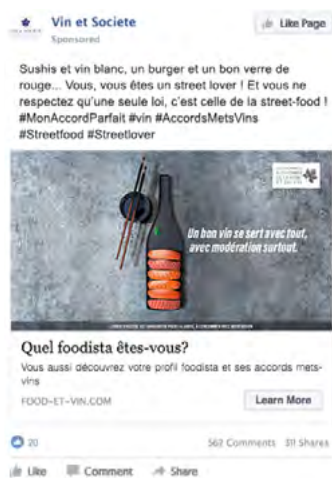 Vin et Societe
Like Page
Sponsored
Sushis et vin blanc, un burger et un bon verre de
rouge... Vous, vous êtes un street lover ! Et vous ne
respectez qu'une seule loi, c'est celle de la street-food !
#MonAccordParfait #vin #AccordsMetsVins
#Streetfood #Streetlover
Un bon vin se sert avec tout,
avec modération surtout.
Quel foodista êtes-vous?
Vous aussi découvrez votre profil foodista et ses accords mets-
vins
FOOD-ET-VIN.COM
Learn More
20
562 Comments 511 Shares
Like Comment Share